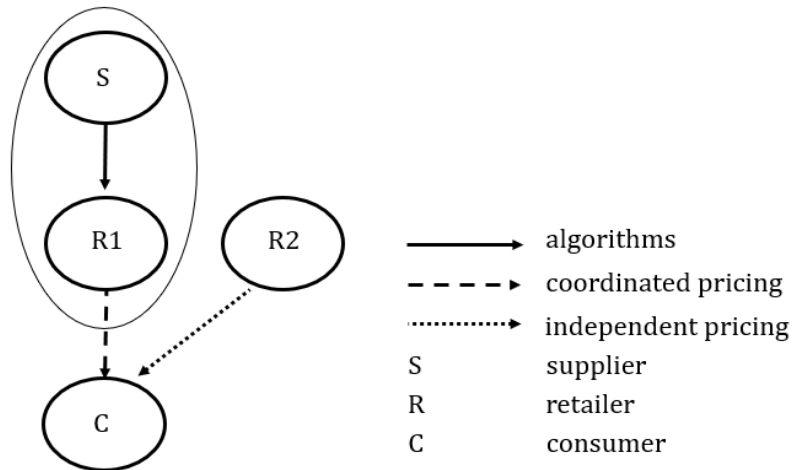 S
R1
R2
C
algorithms
coordinated pricing
independent pricing
S supplier
R retailer
C consumer